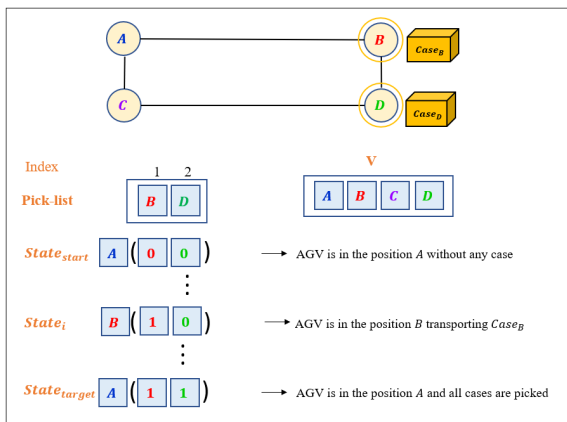 A B Case_B
C D Case_D
Index 1 2 V
Pick-list B D A B C D
State_start A ( 0 0 ) AGV is in the position A without any case
⋮
State_i B ( 1 0 ) AGV is in the position B transporting Case_B
⋮
State_target A ( 1 1 ) AGV is in the position A and all cases are picked